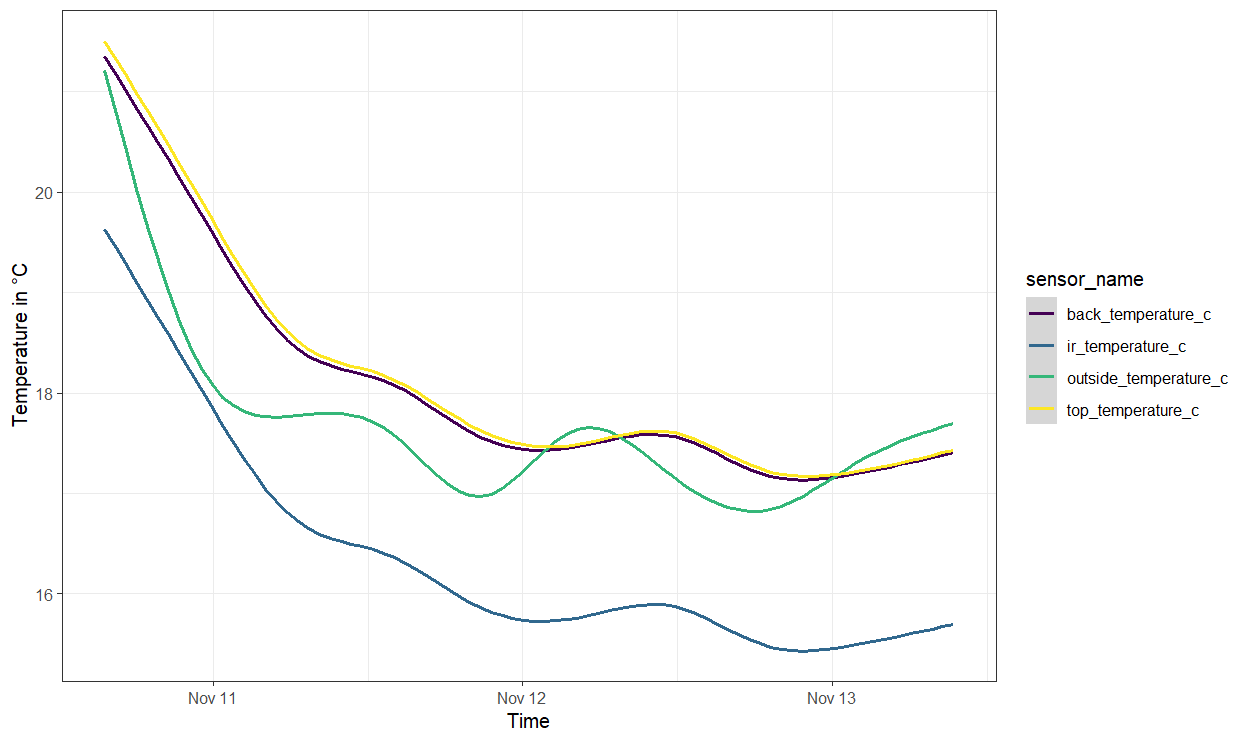 Temperature in °C
20
18
16
Nov 11
Nov 12
Nov 13
Time
sensor_name
back_temperature_c
ir_temperature_c
outside_temperature_c
top_temperature_c